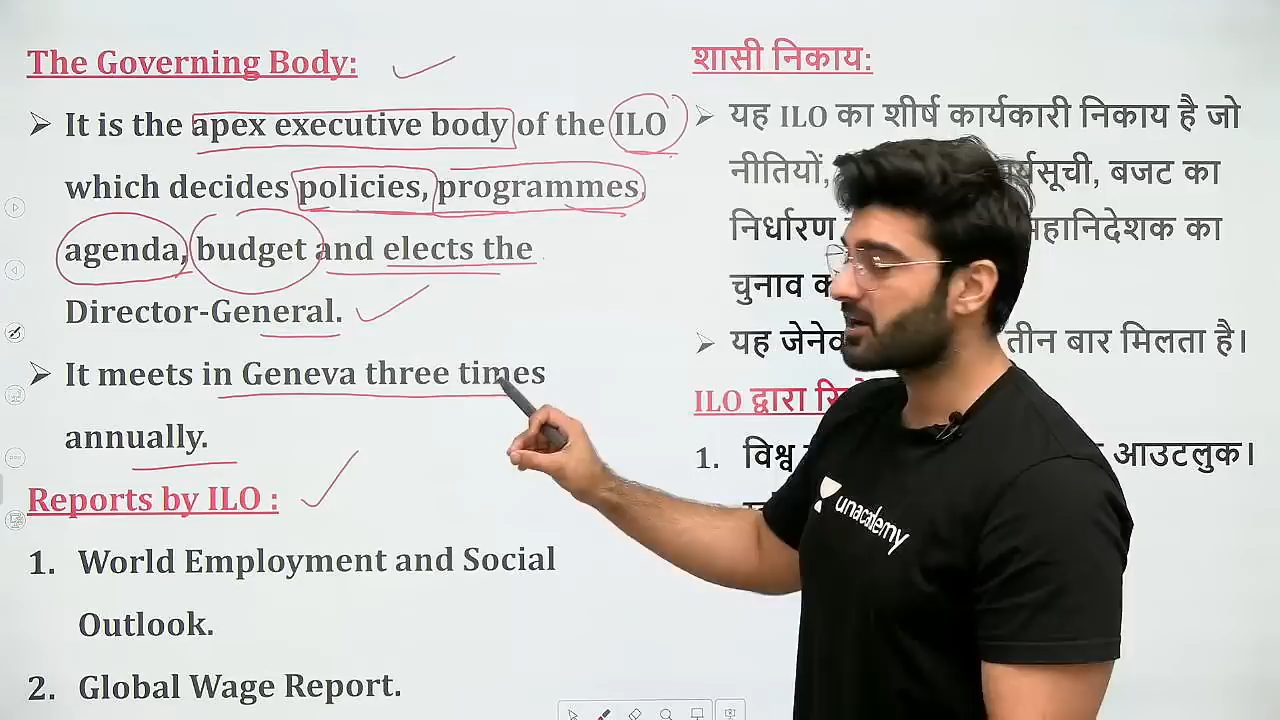 The Governing Body:
➤ It is the apex executive body of the ILO
which decides policies, programmes,
agenda, budget and elects the
Director-General.
➤ It meets in Geneva three times
annually.
Reports by ILO :
1. World Employment and Social
Outlook.
2. Global Wage Report.
शासी निकाय:
➤ यह ILO का शीर्ष कार्यकारी निकाय है जो
नीतियों, बजट का
निर्धारण महानिदेशक का
चुनाव
➤ यह तीन बार मिलता है।
ILO द्वारा
1. विश्व आउटलुक।
unacademy